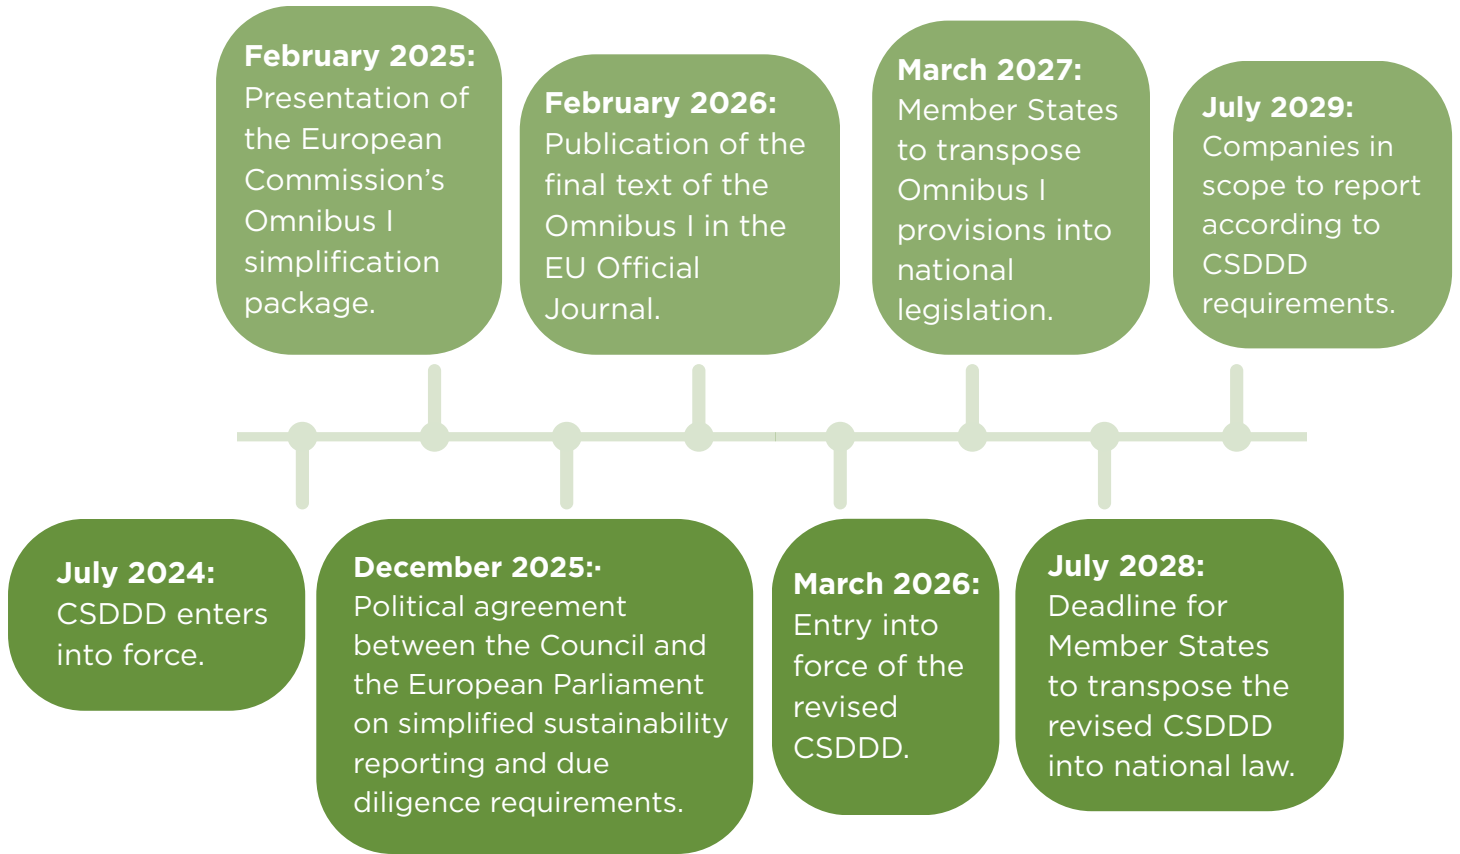 February 2025:
Presentation of
the European
Commission’s
Omnibus I
simplification
package.
February 2026:
Publication of the
final text of the
Omnibus I in the
EU Official
Journal.
March 2027:
Member States
to transpose
Omnibus I
provisions into
national
legislation.
July 2029:
Companies in
scope to report
according to
CSDDD
requirements.
July 2024:
CSDDD enters
into force.
December 2025:·
Political agreement
between the Council and
the European Parliament
on simplified sustainability
reporting and due
diligence requirements.
March 2026:
Entry into
force of the
revised
CSDDD.
July 2028:
Deadline for
Member States
to transpose the
revised CSDDD
into national law.